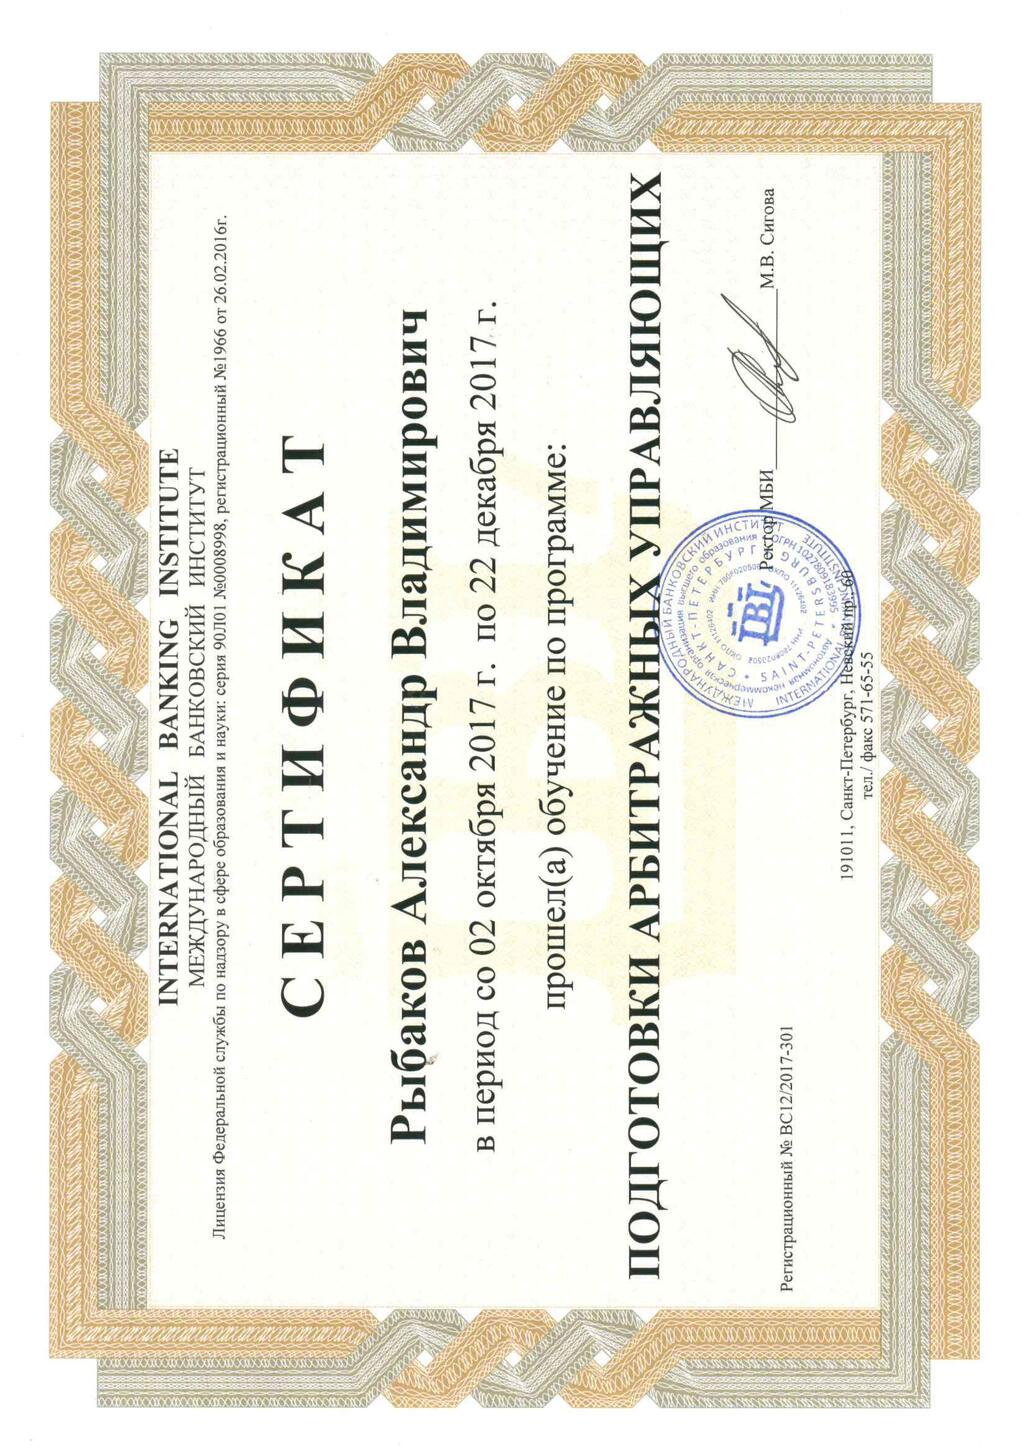 INTERNATIONAL BANKING INSTITUTE
МЕЖДУНАРОДНЫЙ БАНКОВСКИЙ ИНСТИТУТ
Лицензия Федеральной службы по надзору в сфере образования и науки: серия 90Л01 №0008998, регистрационный №1966 от 26.02.2016г.
СЕРТИФИКАТ
Рыбаков Александр Владимирович
в период со 02 октября 2017 г. по 22 декабря 2017 г.
прошел(а) обучение по программе:
ПОДГОТОВКИ АРБИТРАЖНЫХ УПРАВЛЯЮЩИХ
Ректор МБИ М.В. Сигова
Регистрационный № ВС12/2017-301
191011, Санкт-Петербург, Невский пр., 60
тел./ факс 571-65-55
МЕЖДУНАРОДНЫЙ БАНКОВСКИЙ ИНСТИТУТ
INTERNATIONAL BANKING INSTITUTE
Автономная некоммерческая организация высшего образования ОГРН 1027809183995
САНКТ-ПЕТЕРБУРГ
SAINT-PETERSBURG
IBI